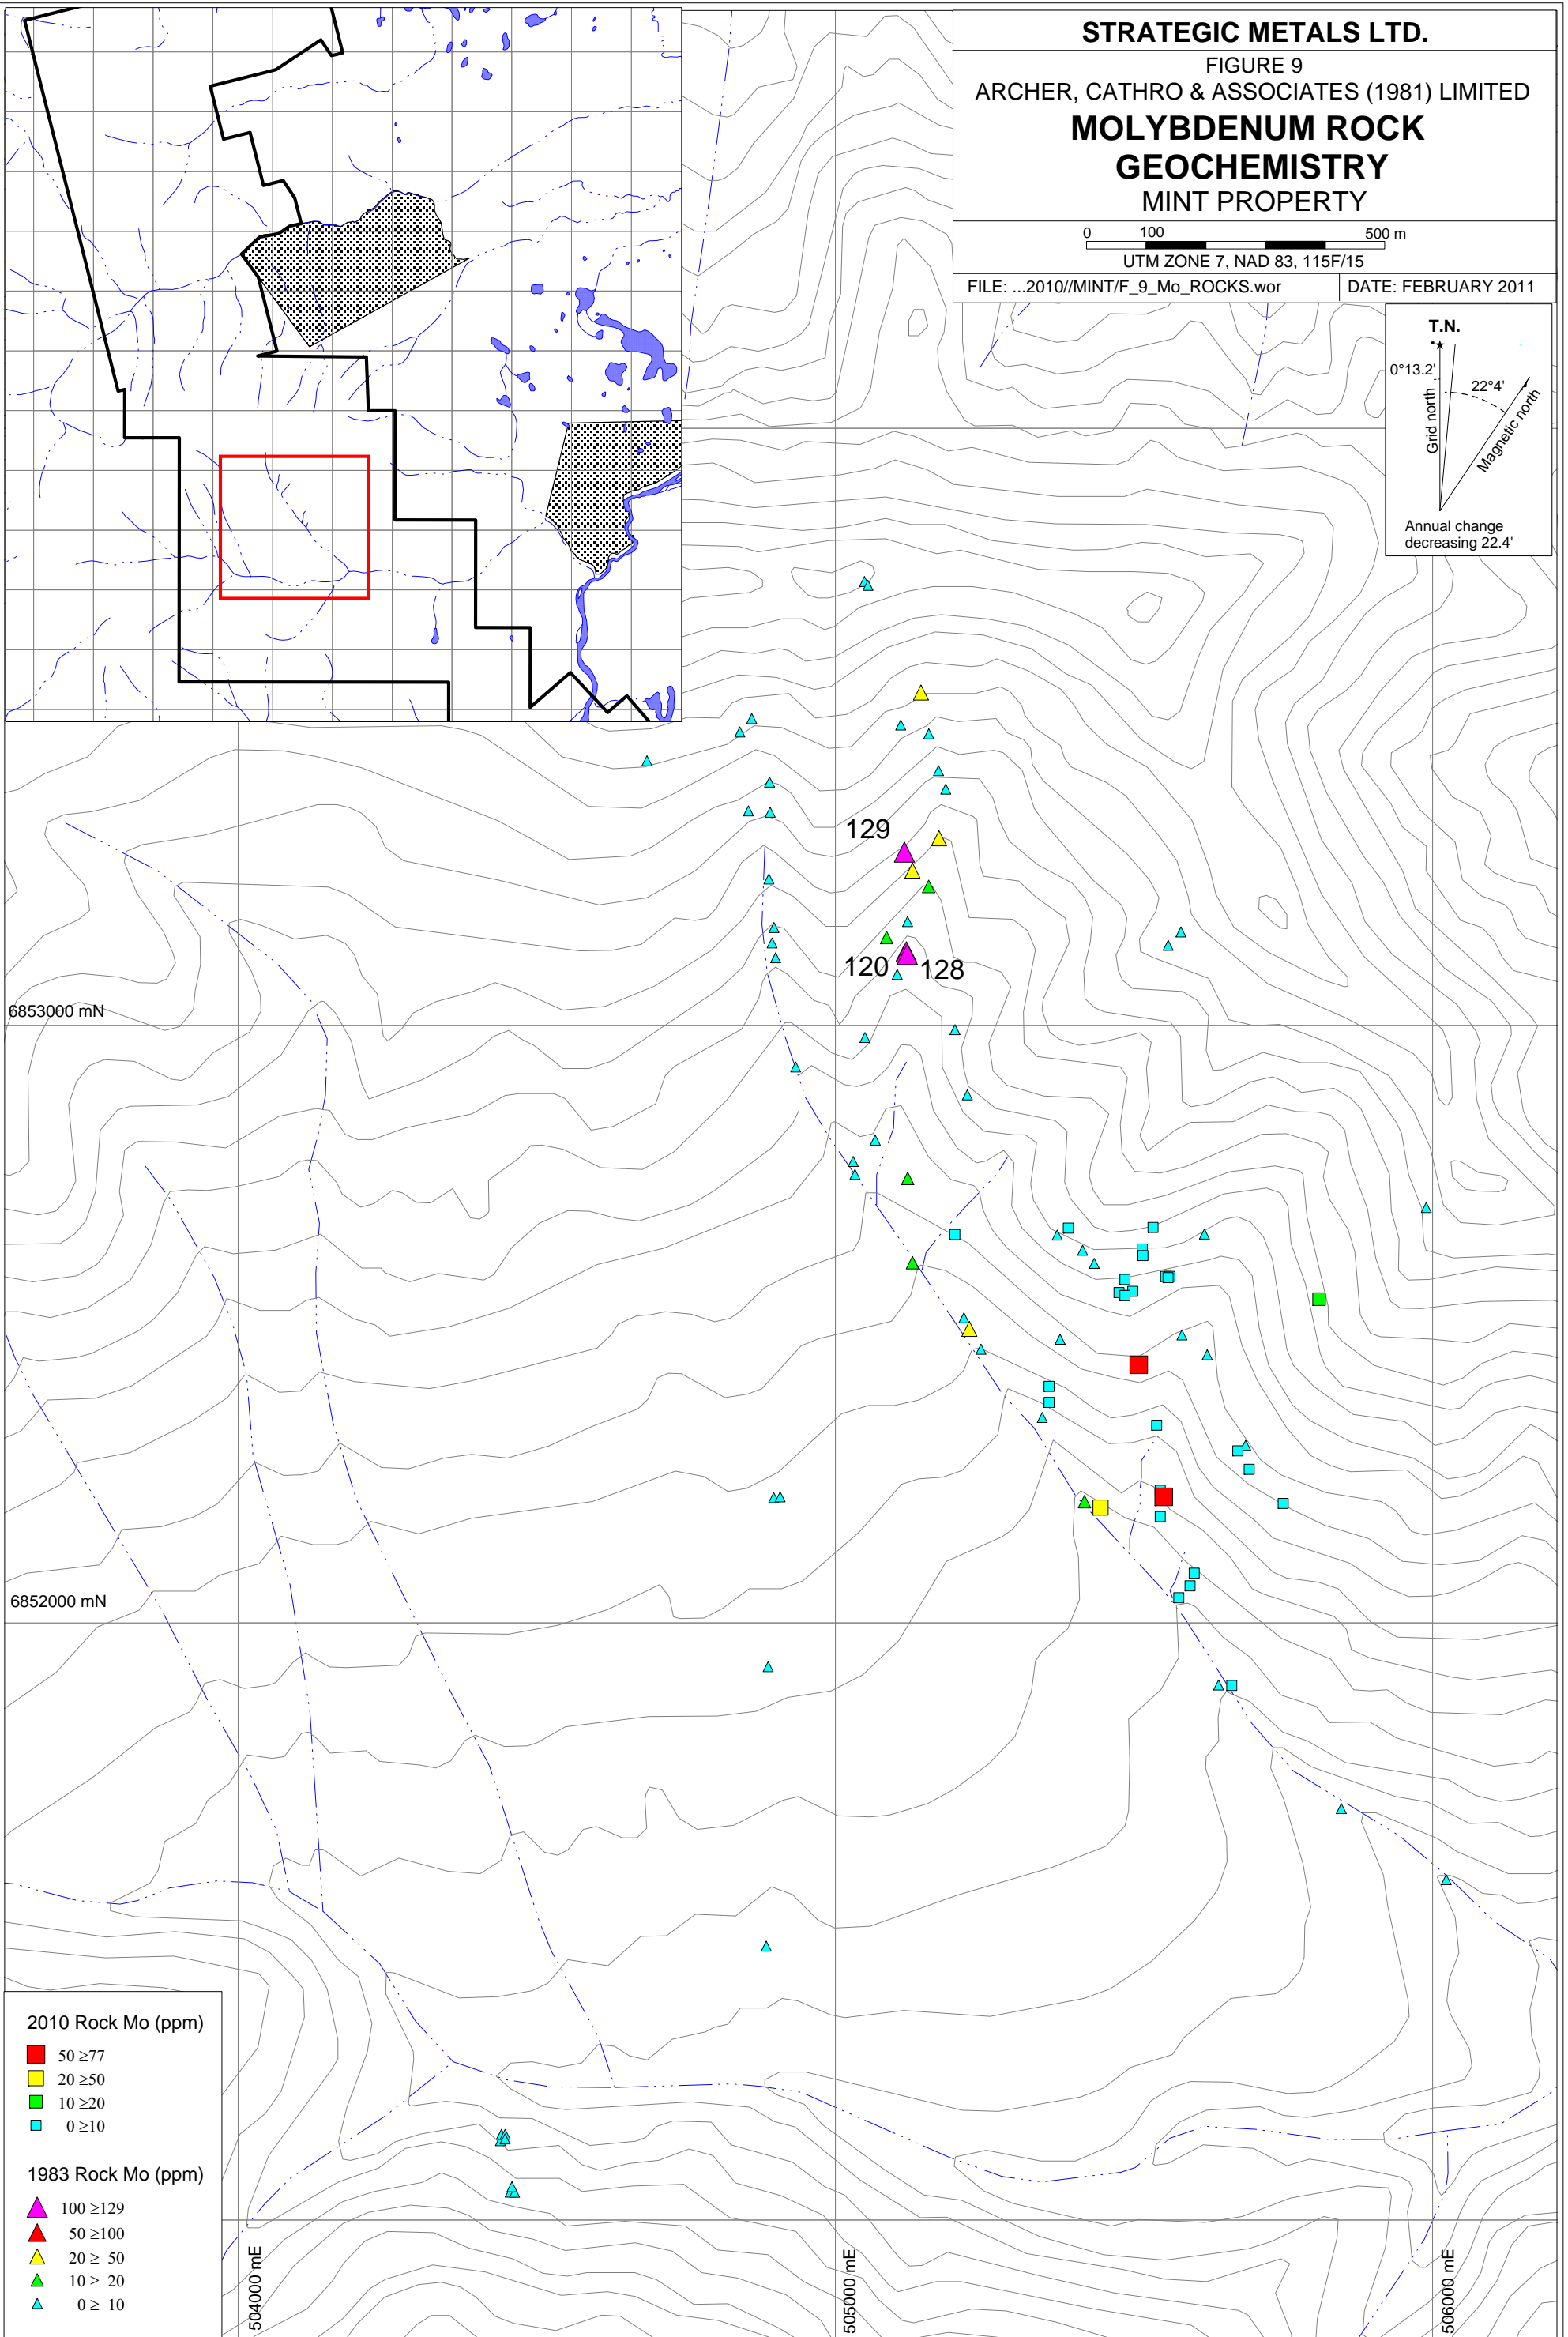 STRATEGIC METALS LTD.
FIGURE 9
ARCHER, CATHRO & ASSOCIATES (1981) LIMITED
MOLYBDENUM ROCK
GEOCHEMISTRY
MINT PROPERTY
0 100 500 m
UTM ZONE 7, NAD 83, 115F/15
FILE: ...2010//MINT/F_9_Mo_ROCKS.wor DATE: FEBRUARY 2011
T.N.
0°13.2'
22°4'
Grid north
Magnetic north
Annual change
decreasing 22.4'
129
120 128
6853000 mN
6852000 mN
2010 Rock Mo (ppm)
50 ≥77
20 ≥50
10 ≥20
0 ≥10
1983 Rock Mo (ppm)
100 ≥129
50 ≥100
20 ≥ 50
10 ≥ 20
0 ≥ 10
504000 mE
505000 mE
506000 mE